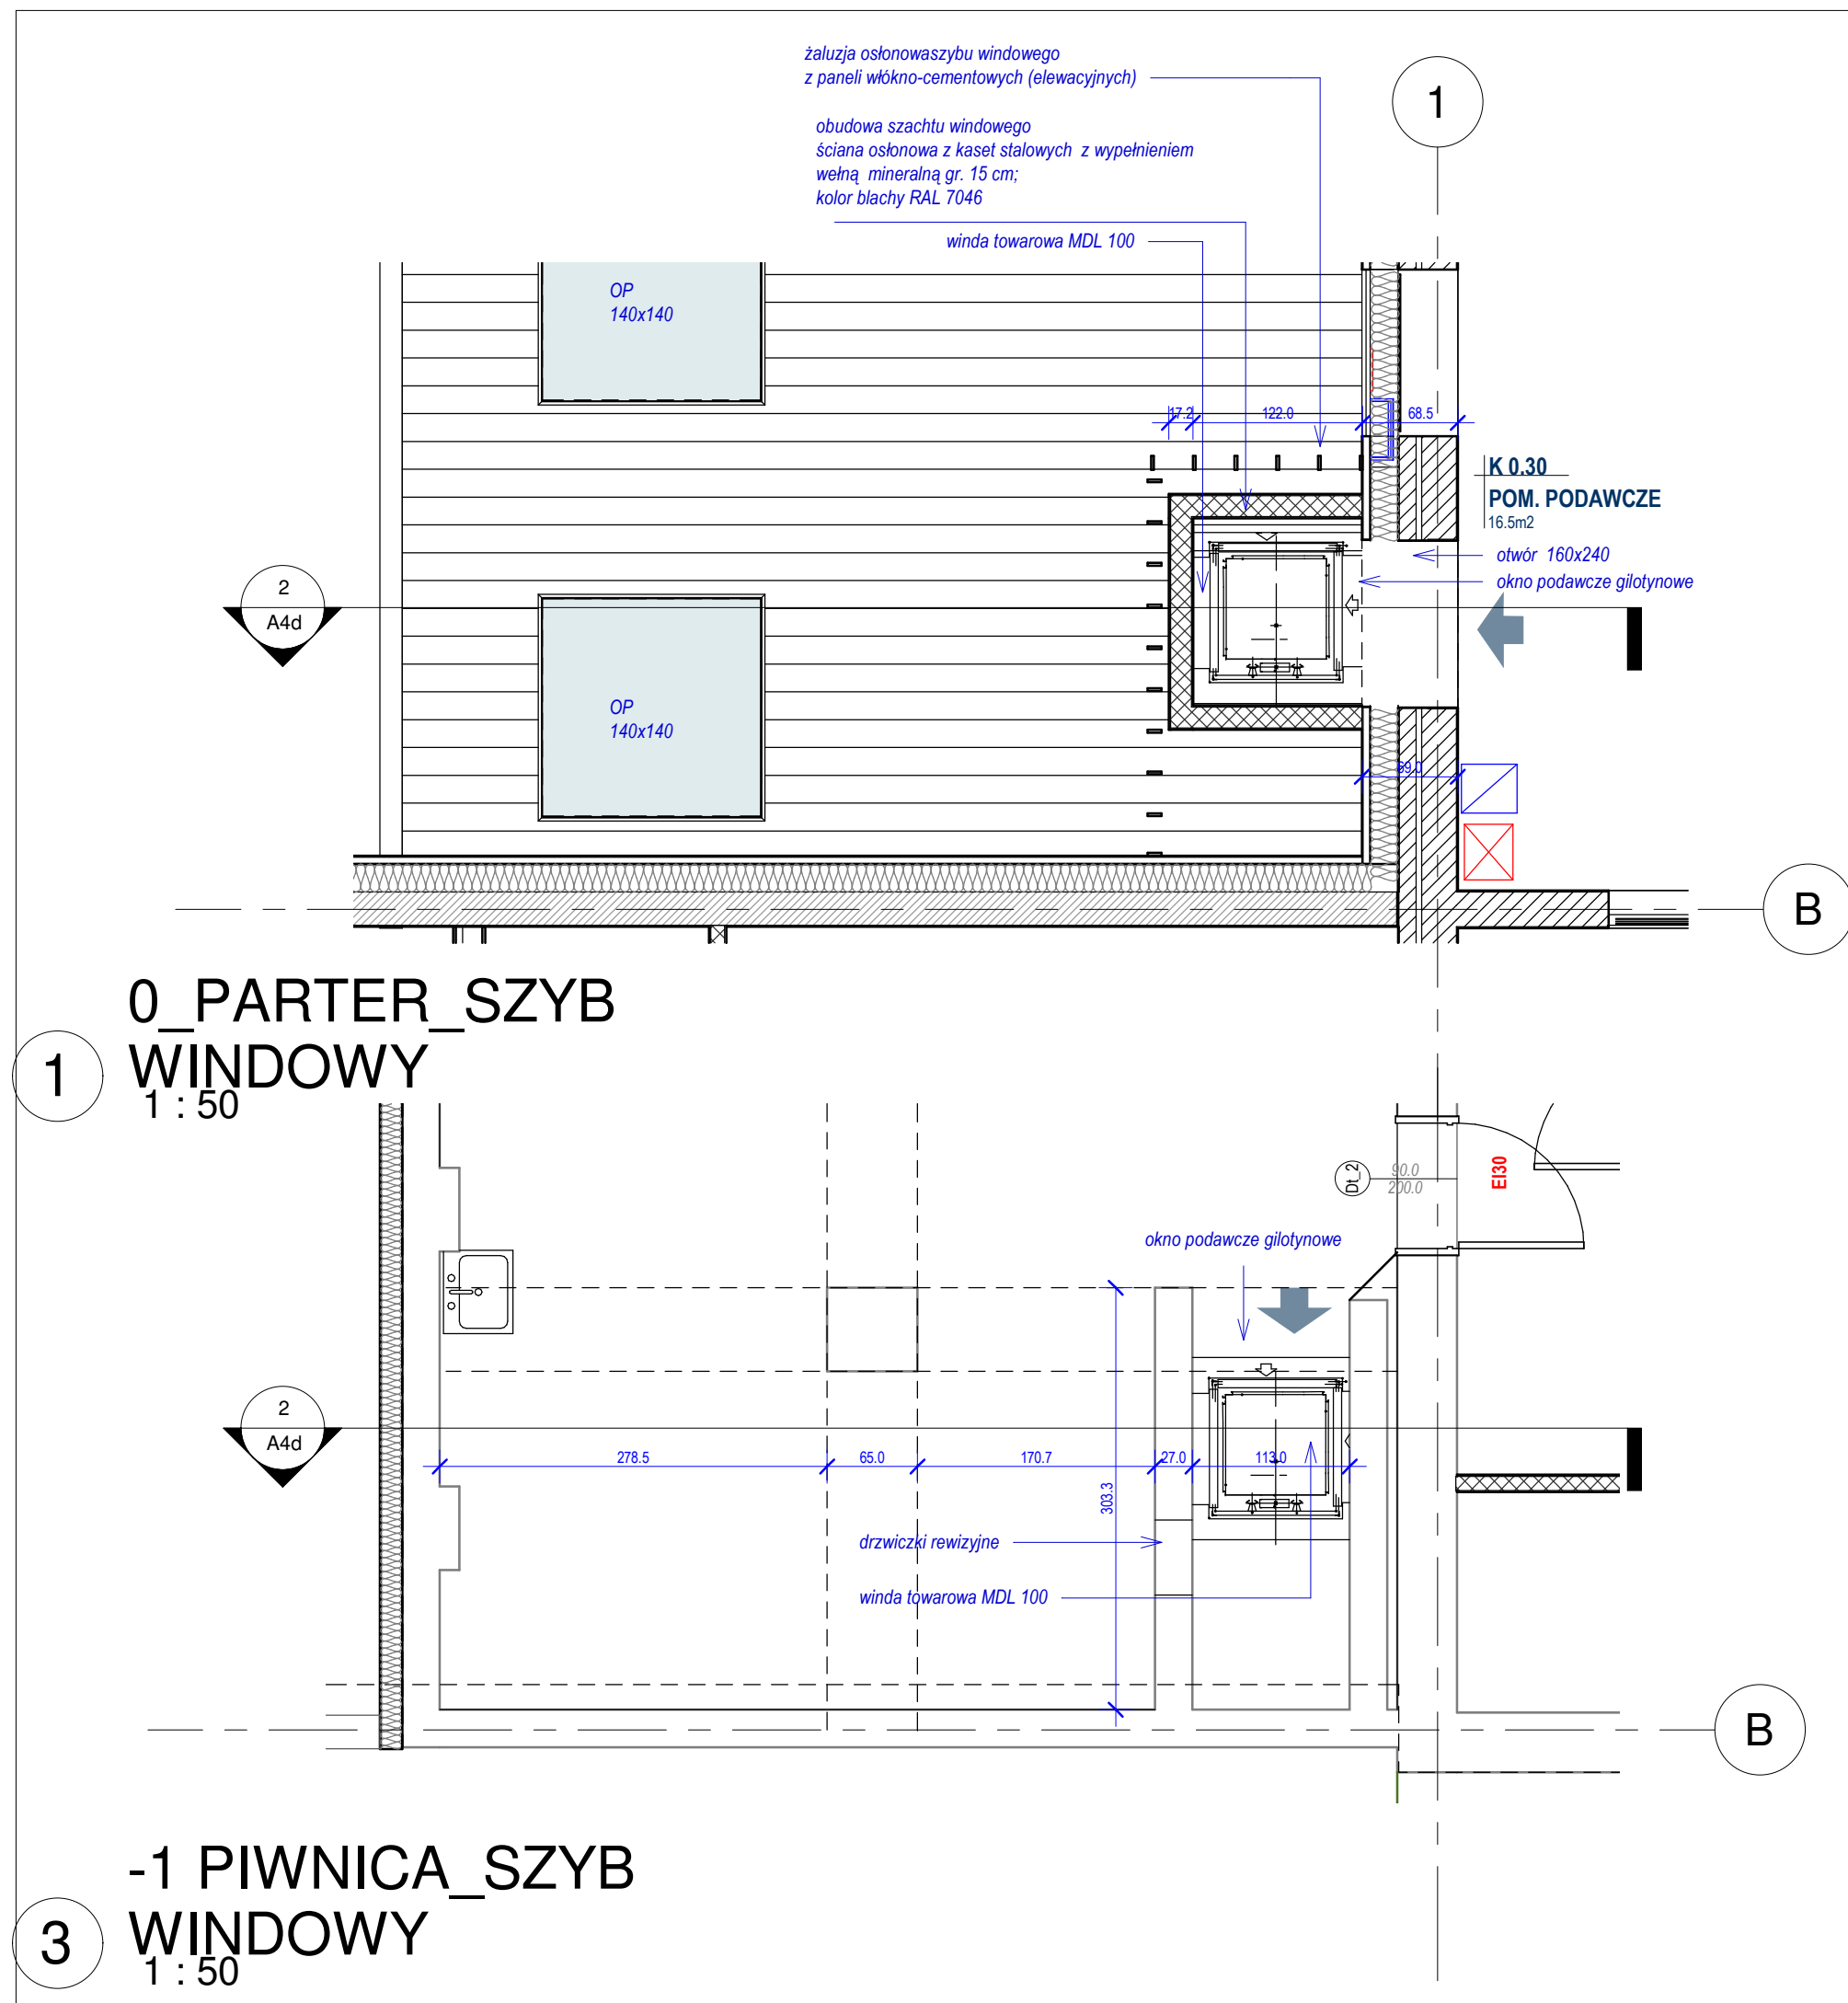 żaluzja osłonowaszybu windowego
z paneli włókno-cementowych (elewacyjnych)
1
obudowa szachtu windowego
ściana osłonowa z kaset stalowych z wypełnieniem
wełną mineralną gr. 15 cm;
kolor blachy RAL 7046
winda towarowa MDL 100
OP
140x140
17.2
122.0
68.5
K 0.30
POM. PODAWCZE
16.5m2
otwór 160x240
okno podawcze gilotynowe
2
A4d
OP
140x140
69.0
B
0_PARTER_SZYB
WINDOWY
1
1 : 50
Dt_2
90.0
200.0
EI30
okno podawcze gilotynowe
2
A4d
278.5
65.0
170.7
27.0
113.0
303.3
drzwiczki rewizyjne
winda towarowa MDL 100
B
-1 PIWNICA_SZYB
WINDOWY
3
1 : 50